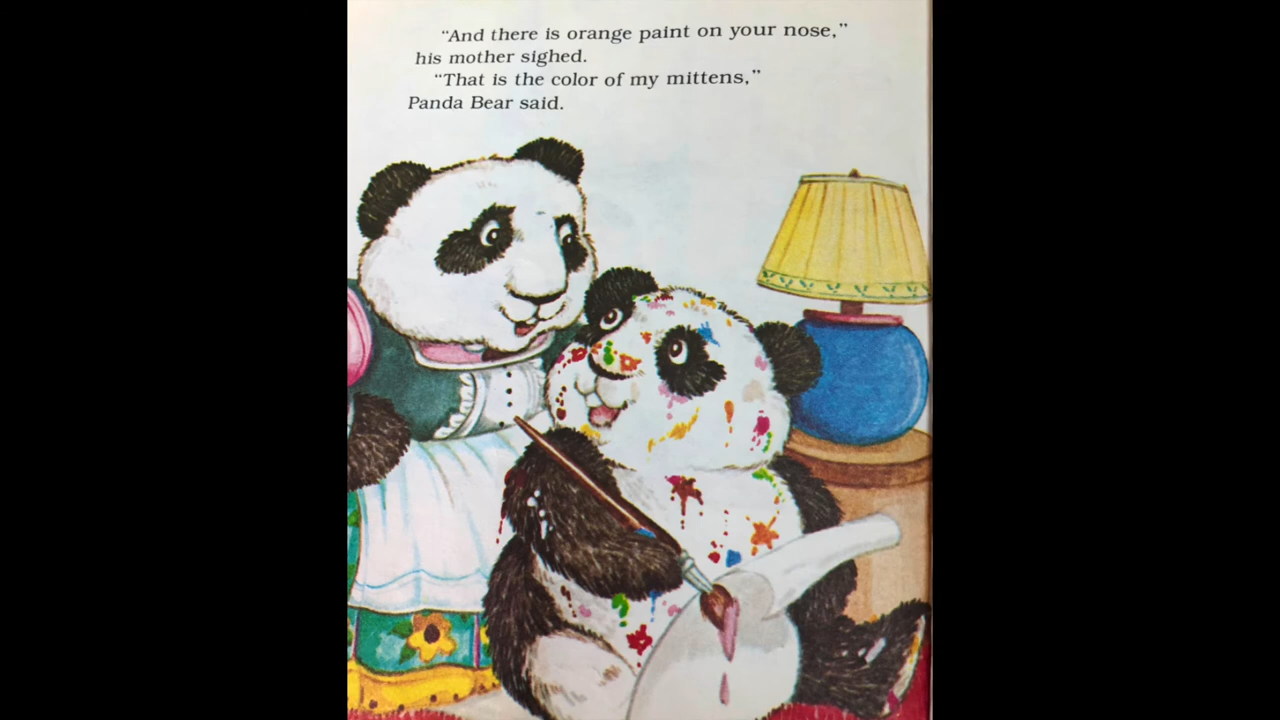 “And there is orange paint on your nose,”
his mother sighed.
“That is the color of my mittens,”
Panda Bear said.